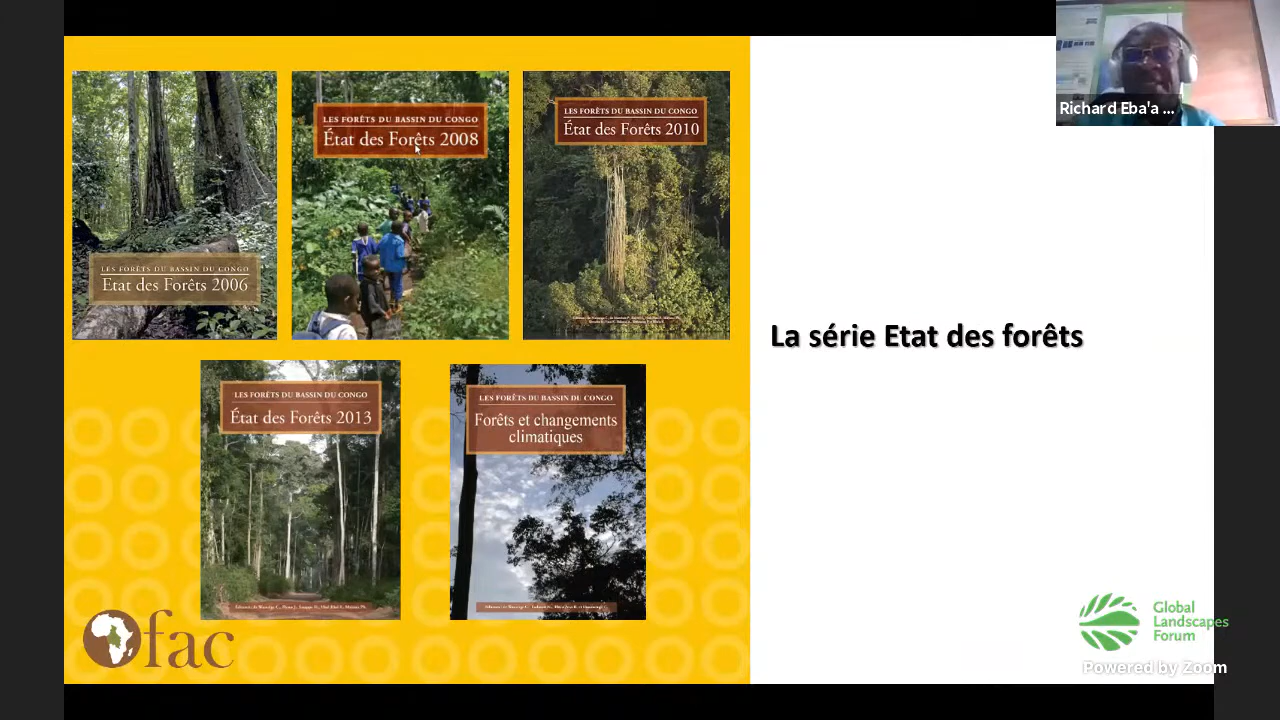 LES FORÊTS DU BASSIN DU CONGO
Etat des Forêts 2006
LES FORÊTS DU BASSIN DU CONGO
État des Forêts 2008
LES FORÊTS DU BASSIN DU CONGO
État des Forêts 2010
LES FORÊTS DU BASSIN DU CONGO
État des Forêts 2013
LES FORÊTS DU BASSIN DU CONGO
Forêts et changements
climatiques
ofac
La série Etat des forêts
Richard Eba'a ...
Global
Landscapes
Forum
Powered by Zoom